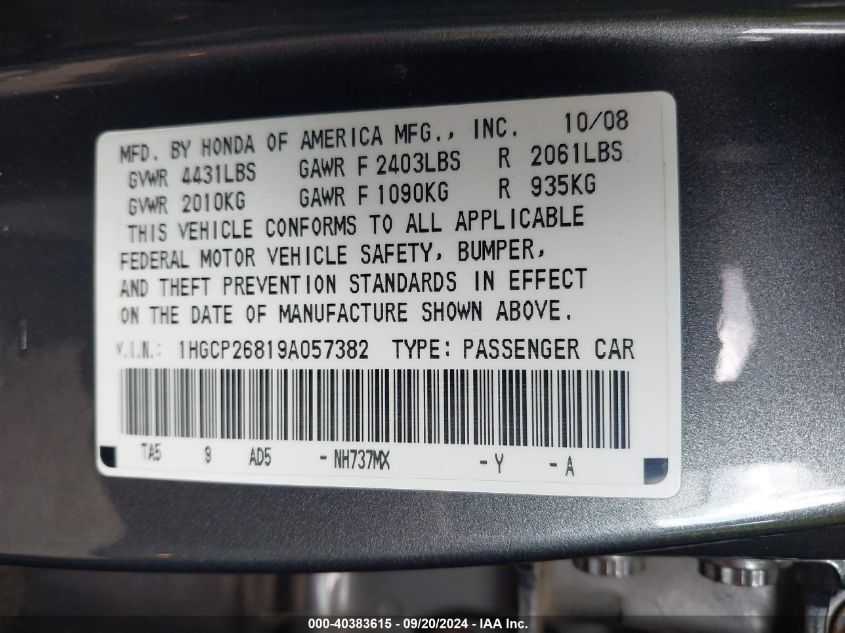 MFD. BY HONDA OF AMERICA MFG., INC. 10/08
GVWR 4431LBS GAWR F 2403LBS R 2061LBS
GVWR 2010KG GAWR F 1090KG R 935KG
THIS VEHICLE CONFORMS TO ALL APPLICABLE
FEDERAL MOTOR VEHICLE SAFETY, BUMPER,
AND THEFT PREVENTION STANDARDS IN EFFECT
ON THE DATE OF MANUFACTURE SHOWN ABOVE.
V.I.N.: 1HGCP26819A057382 TYPE: PASSENGER CAR
TA5 9 AD5 -NH737MX -Y -A
000-40383615 - 09/20/2024 - IAA Inc.